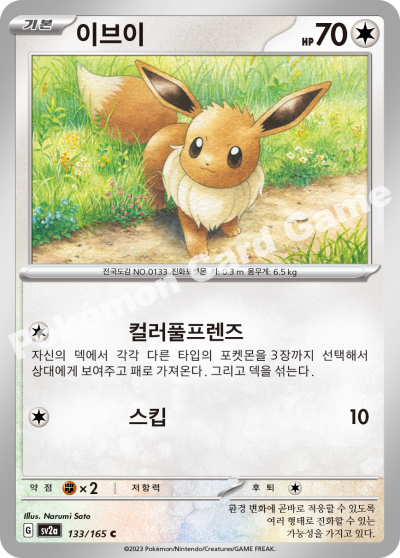 기본 이브이 HP 70
전국도감 NO.0133 진화포켓몬 키: 0.3 m 몸무게: 6.5 kg
컬러풀프렌즈
자신의 덱에서 각각 다른 타입의 포켓몬을 3장까지 선택해서
상대에게 보여주고 패로 가져온다. 그리고 덱을 섞는다.
스킵 10
약점 ×2 저항력 후퇴
Illus. Narumi Sato
G sv2a 133/165 C
환경 변화에 곧바로 적응할 수 있도록
여러 형태로 진화할 수 있는
가능성을 가지고 있다.
©2023 Pokémon/Nintendo/Creatures/GAME FREAK.
Pokémon Card Game